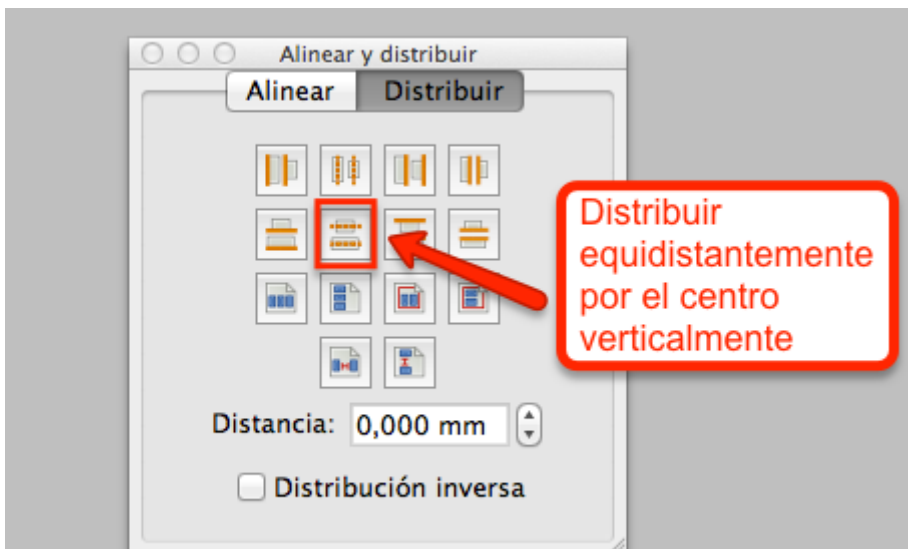 Alinear y distribuir
Alinear
Distribuir
Distribuir
equidistantemente
por el centro
verticalmente
Distancia: 0,000 mm
Distribución inversa